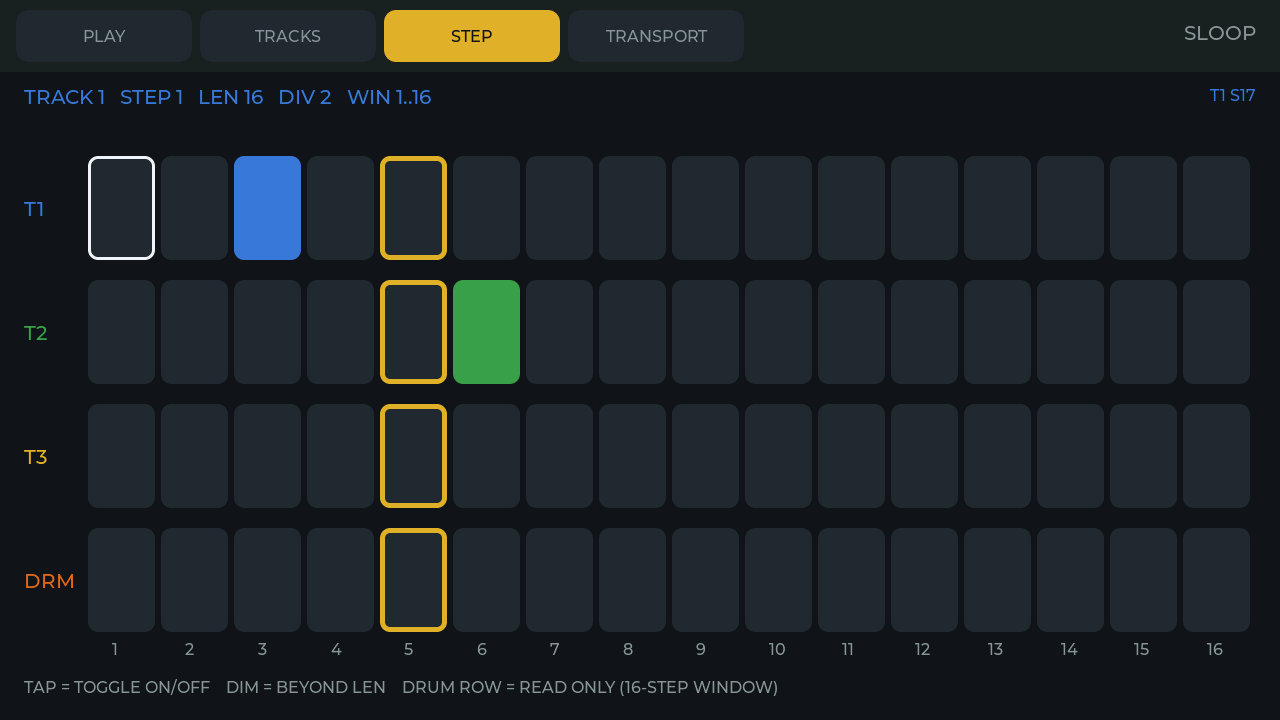 PLAY TRACKS STEP TRANSPORT SLOOP
TRACK 1 STEP 1 LEN 16 DIV 2 WIN 1..16 T1 S17
T1
T2
T3
DRM
1 2 3 4 5 6 7 8 9 10 11 12 13 14 15 16
TAP = TOGGLE ON/OFF DIM = BEYOND LEN DRUM ROW = READ ONLY (16-STEP WINDOW)